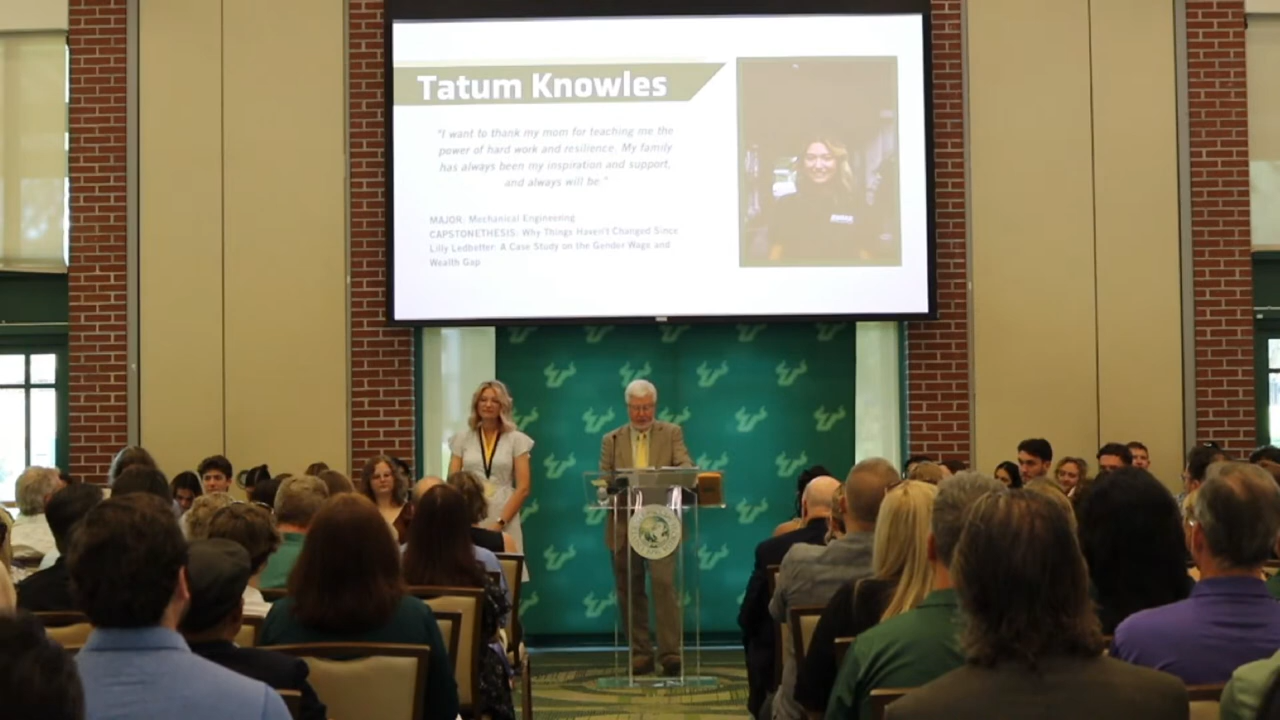 Tatum Knowles
"I want to thank my mom for teaching me the
power of hard work and resilience. My family
has always been my inspiration and support,
and always will be."
MAJOR: Mechanical Engineering
CAPSTONETHESIS: Why Things Haven't Changed Since
Lilly Ledbetter: A Case Study on the Gender Wage and
Wealth Gap